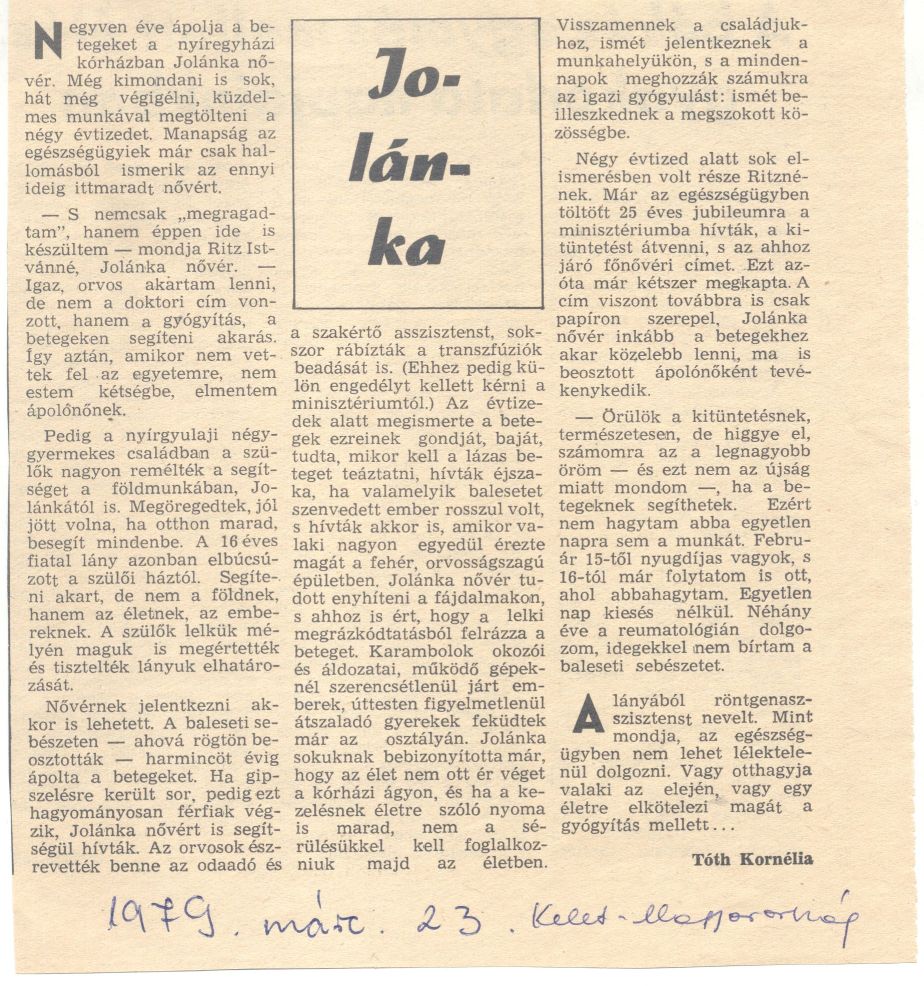 Jo-
lán-
ka
Negyven éve ápolja a be-
tegeket a nyíregyházi
kórházban Jolánka nő-
vér. Még kimondani is sok,
hát még végigélni, küzdel-
mes munkával megtölteni a
négy évtizedet. Manapság az
egészségügyiek már csak hal-
lomásból ismerik az ennyi
ideig ittmaradt nővért.
— S nemcsak „megragad-
tam", hanem éppen ide is
készültem — mondja Ritz Ist-
vánné, Jolánka nővér. —
Igaz, orvos akartam lenni,
de nem a doktori cím von-
zott, hanem a gyógyítás, a
betegeken segíteni akarás.
Így aztán, amikor nem vet-
tek fel az egyetemre, nem
estem kétségbe, elmentem
ápolónőnek.
Pedig a nyírgyulaji négy-
gyermekes családban a szü-
lők nagyon remélték a segít-
séget a földmunkában, Jo-
lánkától is. Megöregedtek, jól
jött volna, ha otthon marad,
besegít mindenbe. A 16 éves
fiatal lány azonban elbúcsú-
zott a szülői háztól. Segíte-
ni akart, de nem a földnek,
hanem az életnek, az embe-
reknek. A szülők lelkük mé-
lyén maguk is megértették
és tisztelték lányuk elhatáro-
zását.
Nővérnek jelentkezni ak-
kor is lehetett. A baleseti se-
bészeten — ahová rögtön be-
osztották — harmincöt évig
ápolta a betegeket. Ha gip-
szelésre került sor, pedig ezt
hagyományosan férfiak vég-
zik, Jolánka nővért is segít-
ségül hívták. Az orvosok ész-
revették benne az odaadó és
a szakértő asszisztenst, sok-
szor rábízták a transzfúziók
beadását is. (Ehhez pedig kü-
lön engedélyt kellett kérni a
minisztériumtól.) Az évtize-
dek alatt megismerte a bete-
gek ezreinek gondját, baját,
tudta, mikor kell a lázas be-
teget teáztatni, hívták éjsza-
ka, ha valamelyik balesetet
szenvedett ember rosszul volt,
s hívták akkor is, amikor va-
laki nagyon egyedül érezte
magát a fehér, orvosságszagú
épületben. Jolánka nővér tu-
dott enyhíteni a fájdalmakon,
s ahhoz is ért, hogy a lelki
megrázkódtatásból felrázza a
beteget. Karambolok okozói
és áldozatai, működő gépek-
nél szerencsétlenül járt em-
berek, úttesten figyelmetlenül
átszaladó gyerekek feküdtek
már az osztályán. Jolánka
sokuknak bebizonyította már,
hogy az élet nem ott ér véget
a kórházi ágyon, és ha a ke-
zelésnek életre szóló nyoma
is marad, nem a sé-
rülésükkel kell foglalkoz-
niuk majd az életben.
Visszamennek a családjuk-
hoz, ismét jelentkeznek a
munkahelyükön, s a minden-
napok meghozzák számukra
az igazi gyógyulást: ismét be-
illeszkednek a megszokott kö-
zösségbe.
Négy évtized alatt sok el-
ismerésben volt része Ritzné-
nek. Már az egészségügyben
töltött 25 éves jubileumra a
minisztériumba hívták, a ki-
tüntetést átvenni, s az ahhoz
járó főnővéri címet. Ezt az-
óta már kétszer megkapta. A
cím viszont továbbra is csak
papíron szerepel, Jolánka
nővér inkább a betegekhez
akar közelebb lenni, ma is
beosztott ápolónőként tevé-
kenykedik.
— Örülök a kitüntetésnek,
természetesen, de higgye el,
számomra az a legnagyobb
öröm — és ezt nem az újság
miatt mondom —, ha a be-
tegeknek segíthetek. Ezért
nem hagytam abba egyetlen
napra sem a munkát. Febru-
ár 15-től nyugdíjas vagyok, s
16-tól már folytatom is ott,
ahol abbahagytam. Egyetlen
nap kiesés nélkül. Néhány
éve a reumatológián dolgo-
zom, idegekkel nem bírtam a
baleseti sebészetet.
A lányából röntgenasz-
szisztenst nevelt. Mint
mondja, az egészség-
ügyben nem lehet lélektele-
nül dolgozni. Vagy otthagyja
valaki az elején, vagy egy
életre elkötelezi magát a
gyógyítás mellett...
Tóth Kornélia
1979. márc. 23. Kelet-Magyarország